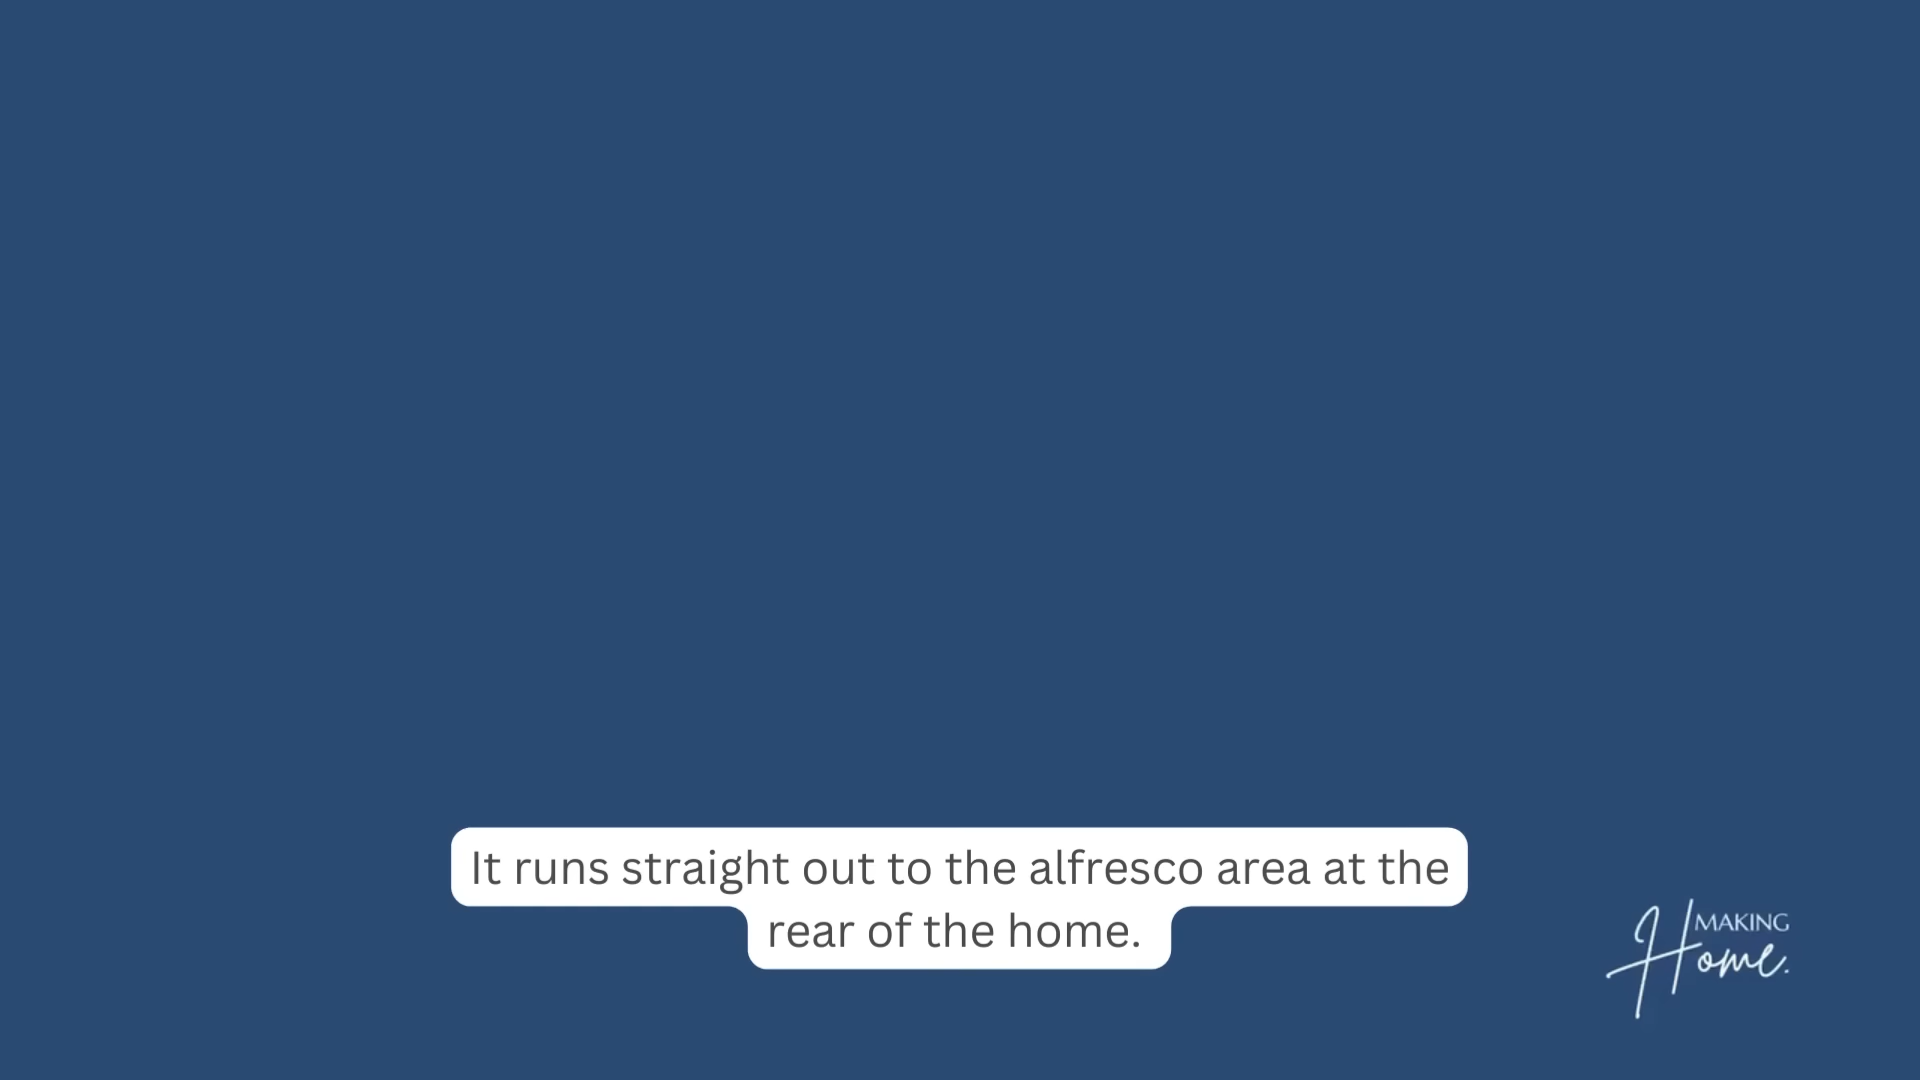 It runs straight out to the alfresco area at the
rear of the home.
MAKING
Home.